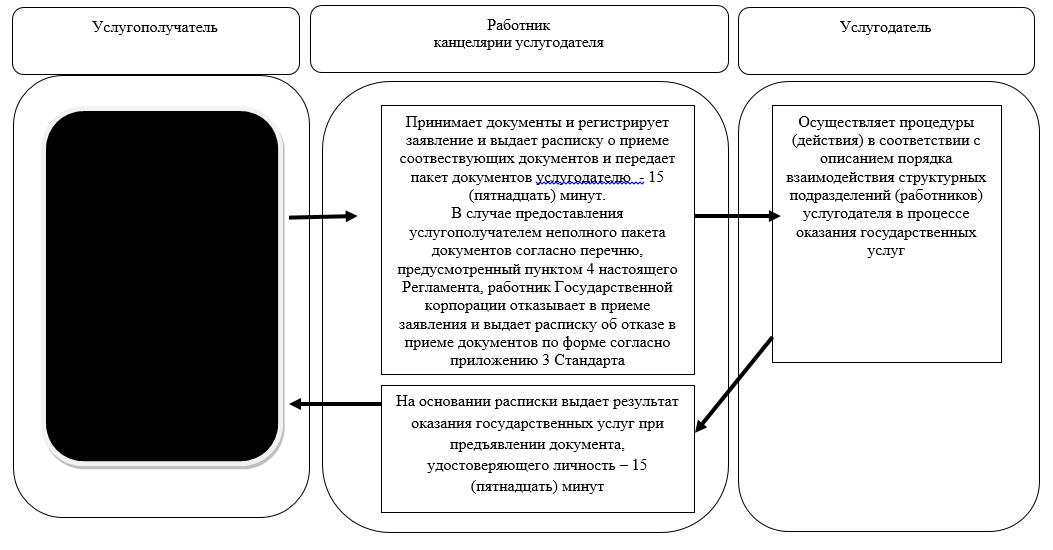 Услугополучатель
Работник
канцелярии услугодателя
Услугодатель
Принимает документы и регистрирует
заявление и выдает расписку о приеме
соотвествующих документов и передает
пакет документов услугодателю - 15
(пятнадцать) минут.
В случае предоставления
услугополучателем неполного пакета
документов согласно перечню,
предусмотренный пунктом 4 настоящего
Регламента, работник Государственной
корпорации отказывает в приеме
заявления и выдает расписку об отказе в
приеме документов по форме согласно
приложению 3 Стандарта
На основании расписки выдает результат
оказания государственных услуг при
предъявлении документа,
удостоверяющего личность – 15
(пятнадцать) минут
Осуществляет процедуры
(действия) в соответствии с
описанием порядка
взаимодействия структурных
подразделений (работников)
услугодателя в процессе
оказания государственных
услуг